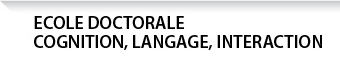 ECOLE DOCTORALE
COGNITION, LANGAGE, INTERACTION